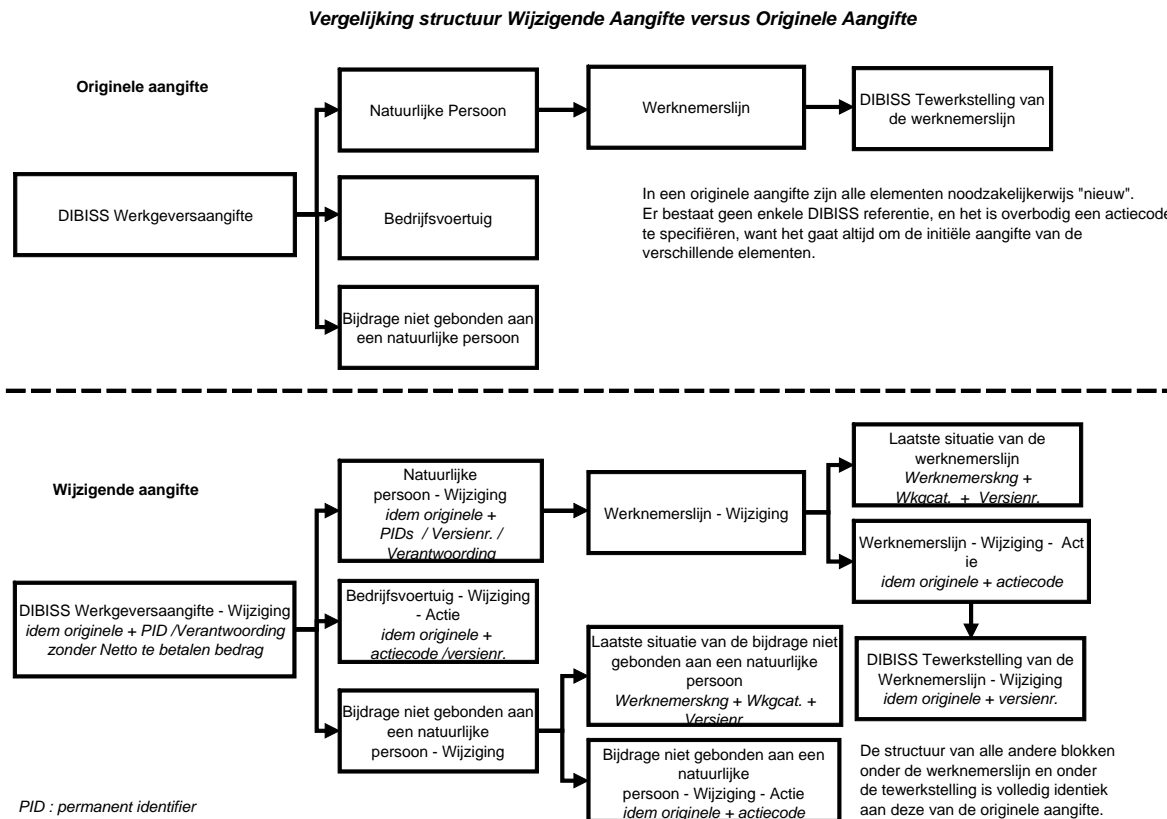 Vergelijking structuur Wijzigende Aangifte versus Originele Aangifte
Originele aangifte
Natuurlijke Persoon
Werknemerslijn
DIBISS Tewerkstelling van
de werknemerslijn
DIBISS Werkgeversaangifte
Bedrijfsvoertuig
In een originele aangifte zijn alle elementen noodzakelijkerwijs "nieuw".
Er bestaat geen enkele DIBISS referentie, en het is overbodig een actiecode
te specifiëren, want het gaat altijd om de initiële aangifte van de
verschillende elementen.
Bijdrage niet gebonden aan
een natuurlijke persoon
Wijzigende aangifte
Natuurlijke
persoon - Wijziging
idem originele +
PIDs / Versienr. /
Verantwoording
Werknemerslijn - Wijziging
Laatste situatie van de
werknemerslijn
Werknemerskng +
Wkgcat. + Versienr.
Werknemerslijn - Wijziging - Act
ie
idem originele + actiecode
DIBISS Werkgeversaangifte - Wijziging
idem originele + PID /Verantwoording
zonder Netto te betalen bedrag
Bedrijfsvoertuig - Wijziging
- Actie
idem originele +
actiecode /versienr.
Laatste situatie van de bijdrage niet
gebonden aan een natuurlijke
persoon
Werknemerskng + Wkgcat. +
Versienr
DIBISS Tewerkstelling van de
Werknemerslijn - Wijziging
idem originele + versienr.
Bijdrage niet gebonden aan
een natuurlijke
persoon - Wijziging
Bijdrage niet gebonden aan een
natuurlijke
persoon - Wijziging - Actie
idem originele + actiecode
De structuur van alle andere blokken
onder de werknemerslijn en onder
de tewerkstelling is volledig identiek
aan deze van de originele aangifte.
PID : permanent identifier